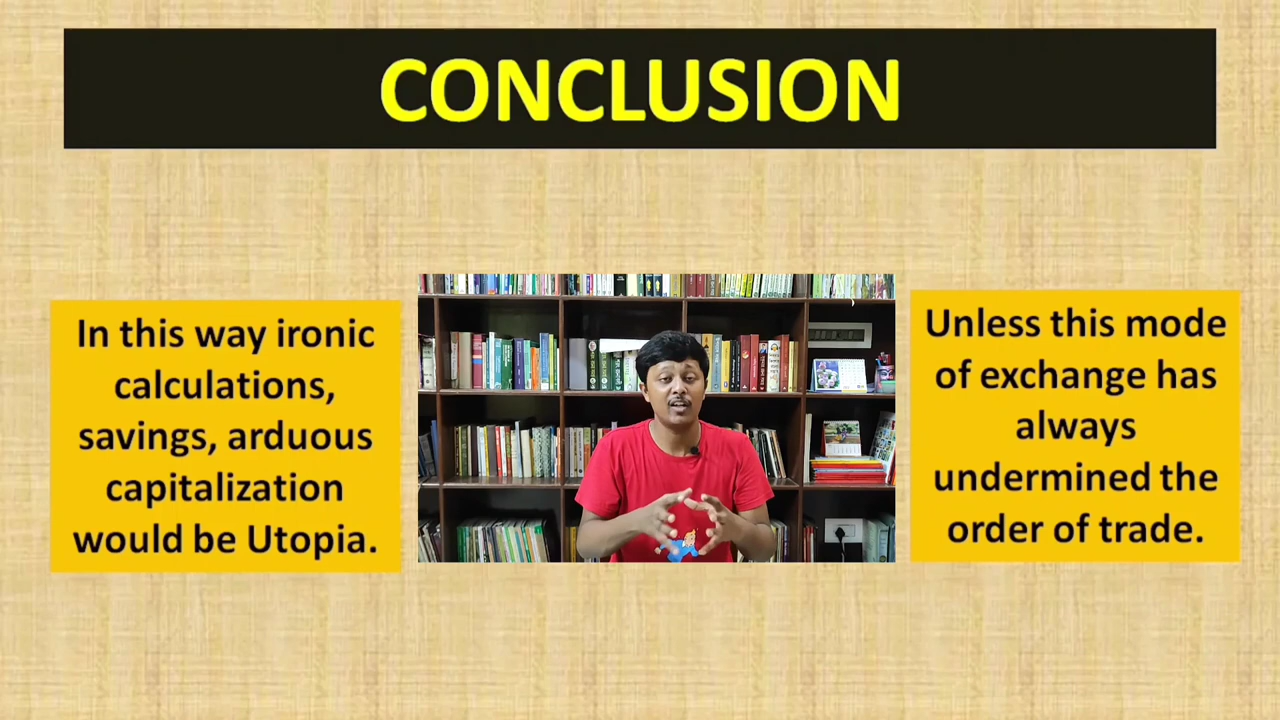 CONCLUSION
In this way ironic
calculations,
savings, arduous
capitalization
would be Utopia.
Unless this mode
of exchange has
always
undermined the
order of trade.